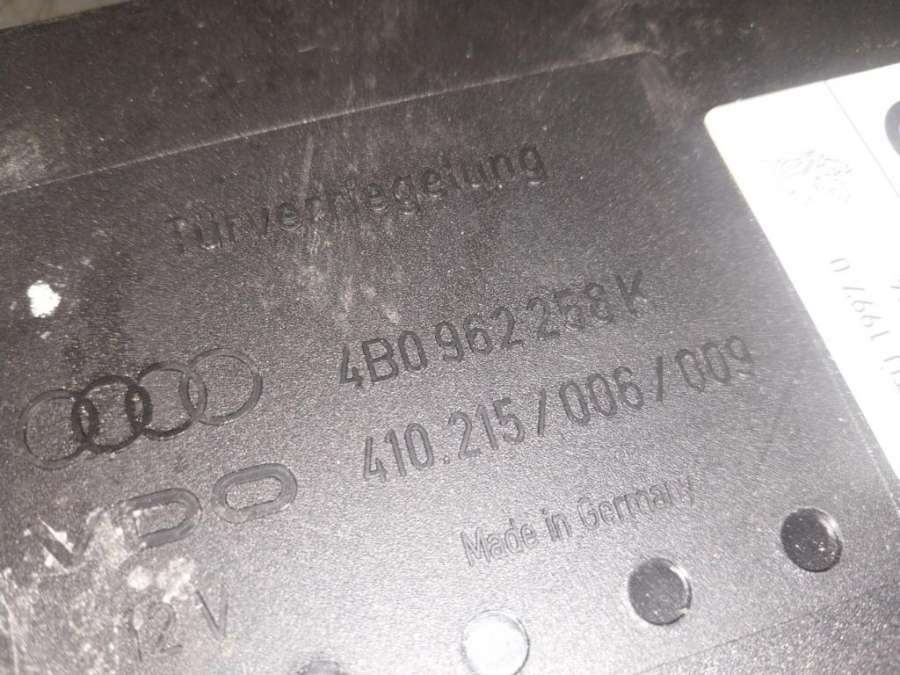 Türverriegelung
4B0 962 258 K
410.215/006/009
VDO
Made in Germany
12 V